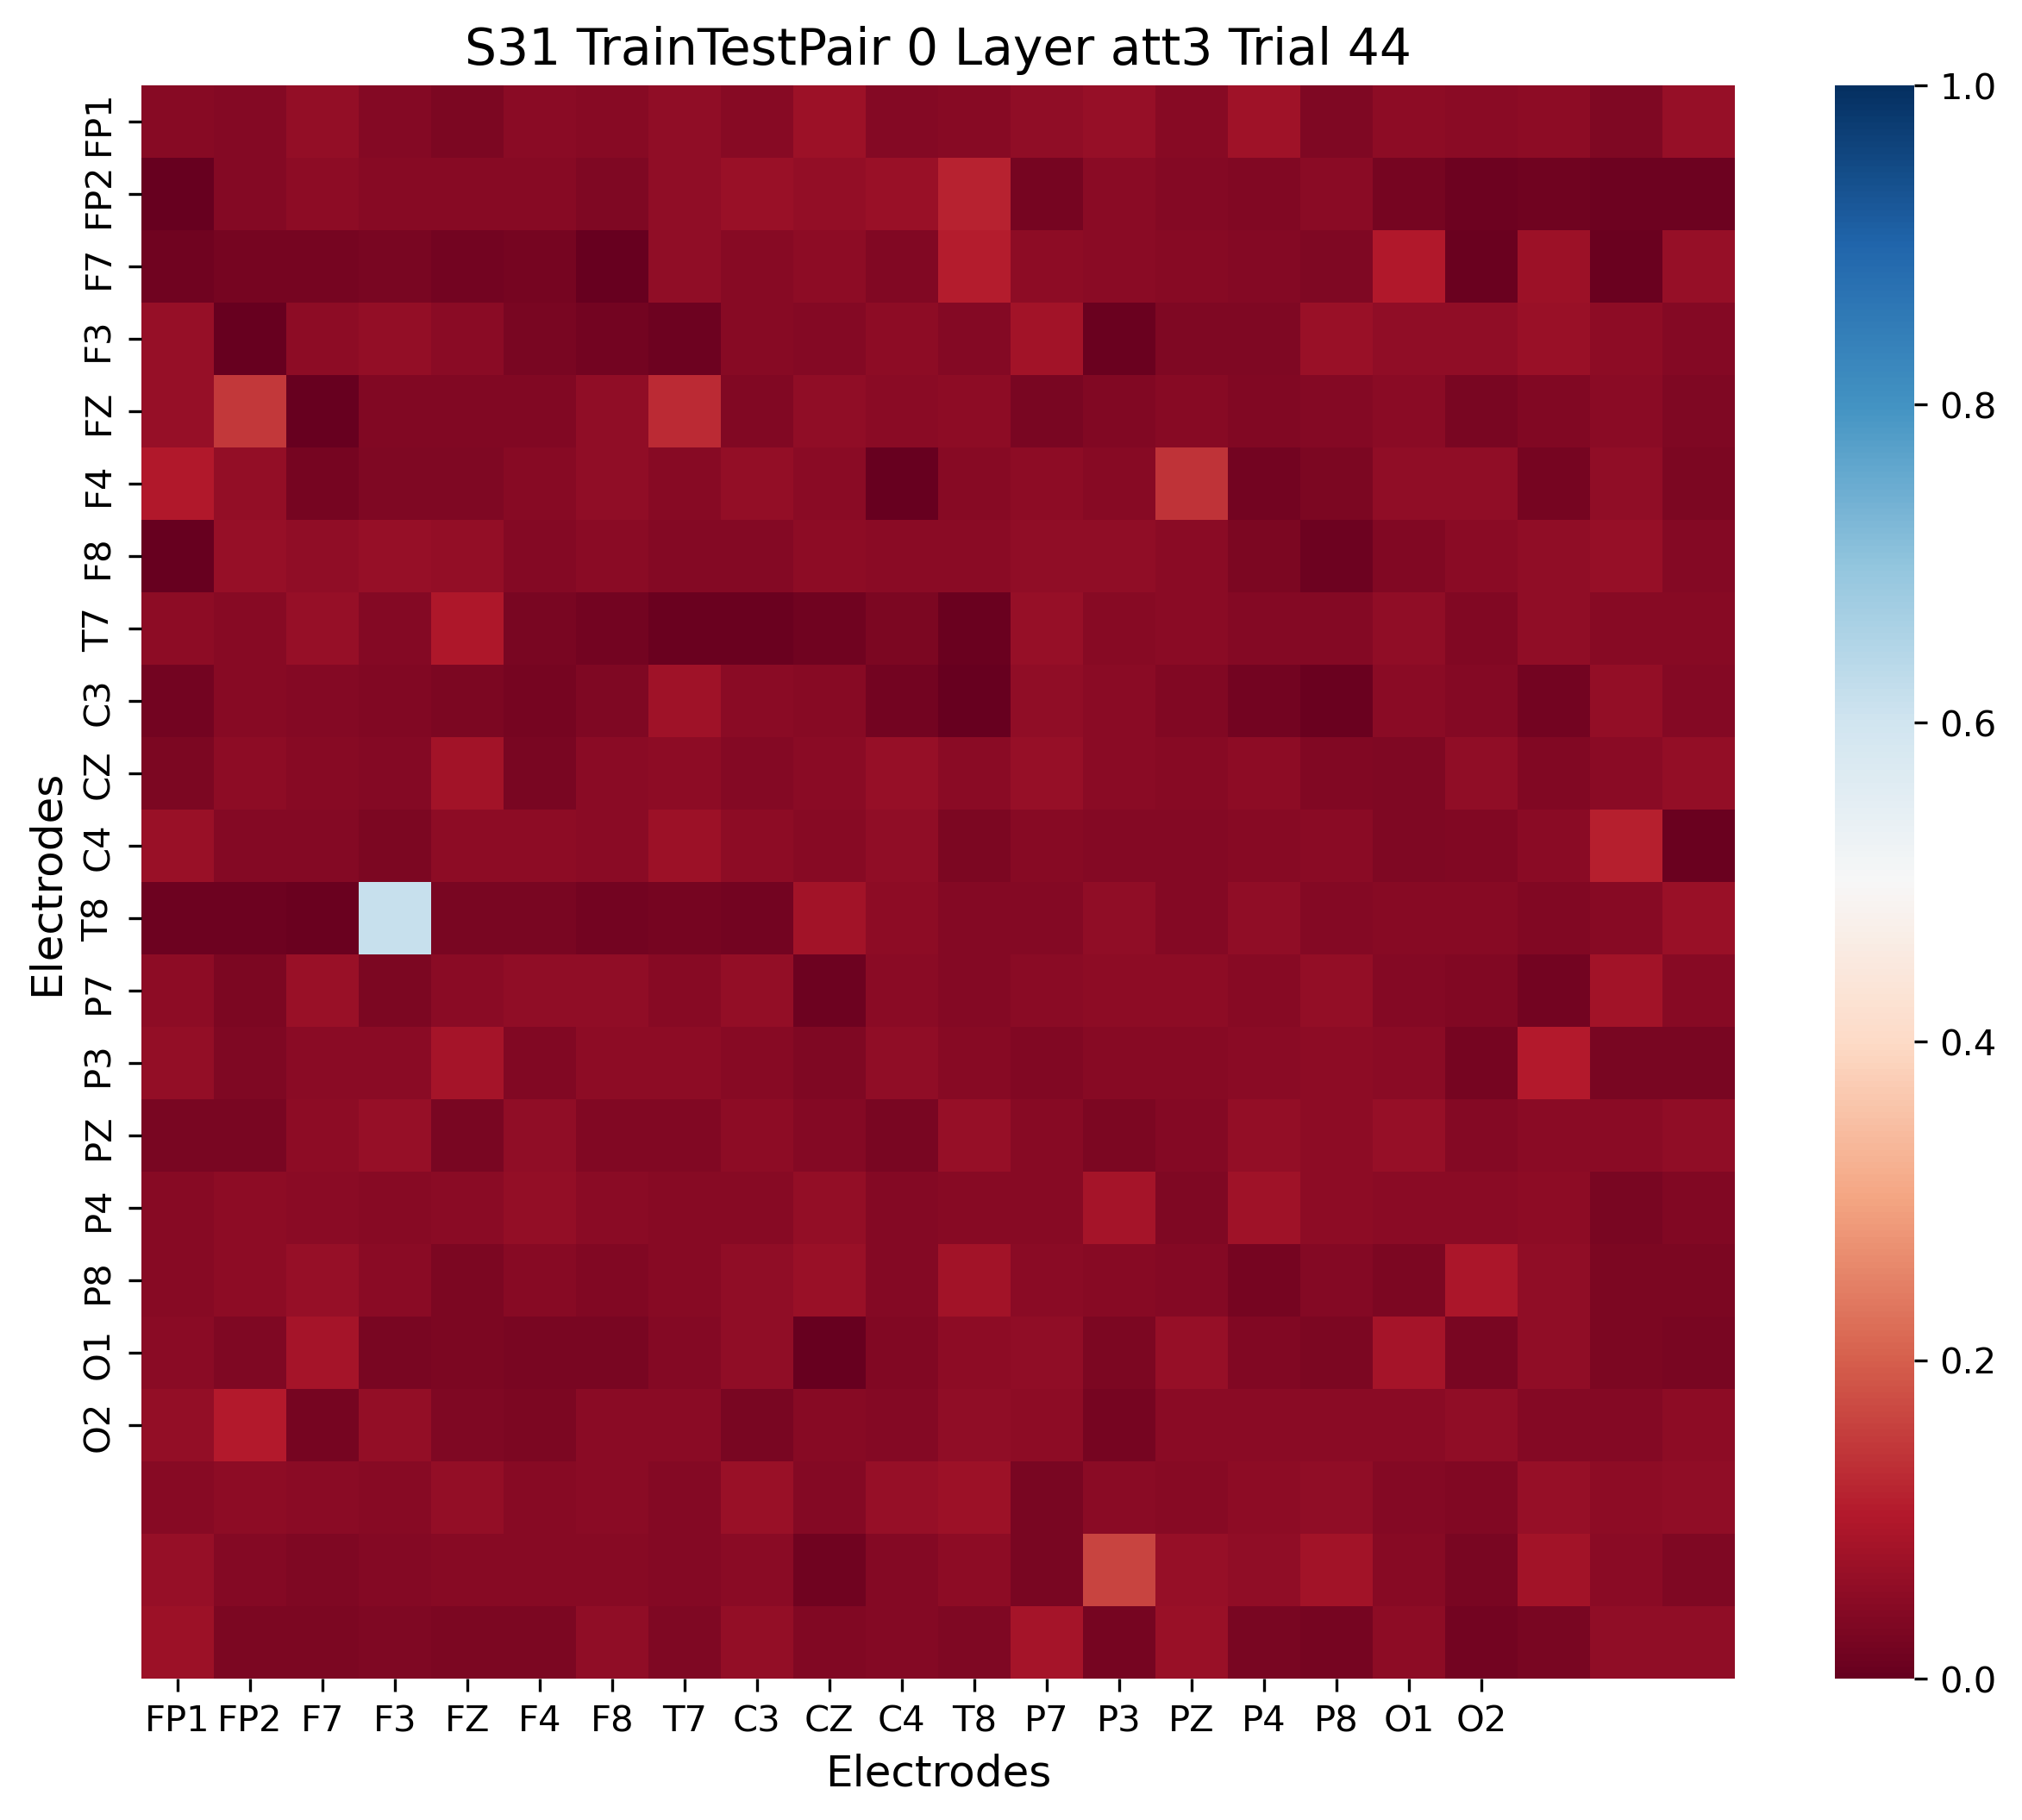 S31 TrainTestPair 0 Layer att3 Trial 44
Electrodes
FP1
FP2
F7
F3
FZ
F4
F8
T7
C3
CZ
C4
T8
P7
P3
PZ
P4
P8
O1
O2
FP1 FP2 F7 F3 FZ F4 F8 T7 C3 CZ C4 T8 P7 P3 PZ P4 P8 O1 O2
Electrodes
1.0
0.8
0.6
0.4
0.2
0.0